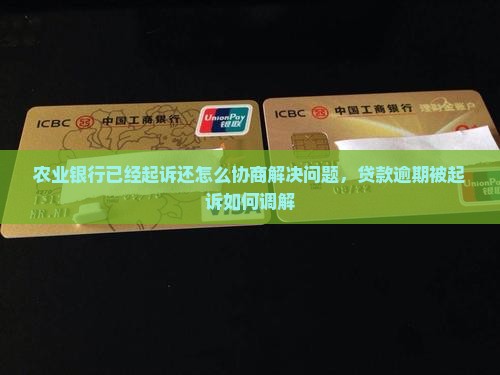 ICBC 中国工商银行 UnionPay 银联
ICBC 中国工商银行 理财金账户
UnionPay
农业银行已经起诉还怎么协商解决问题，贷款逾期被起
诉如何调解
VISA